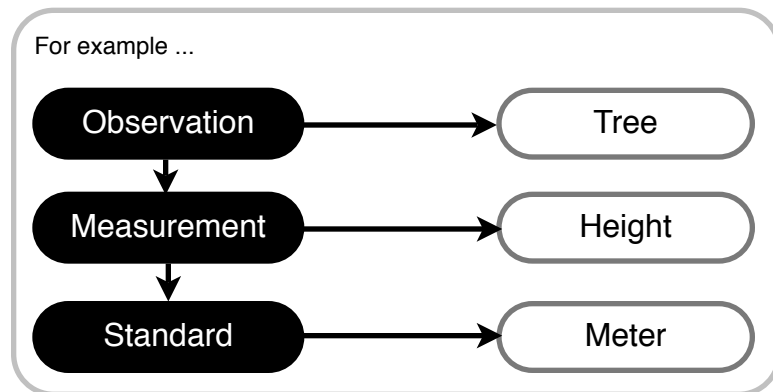 For example ...
Observation
Tree
Measurement
Height
Standard
Meter